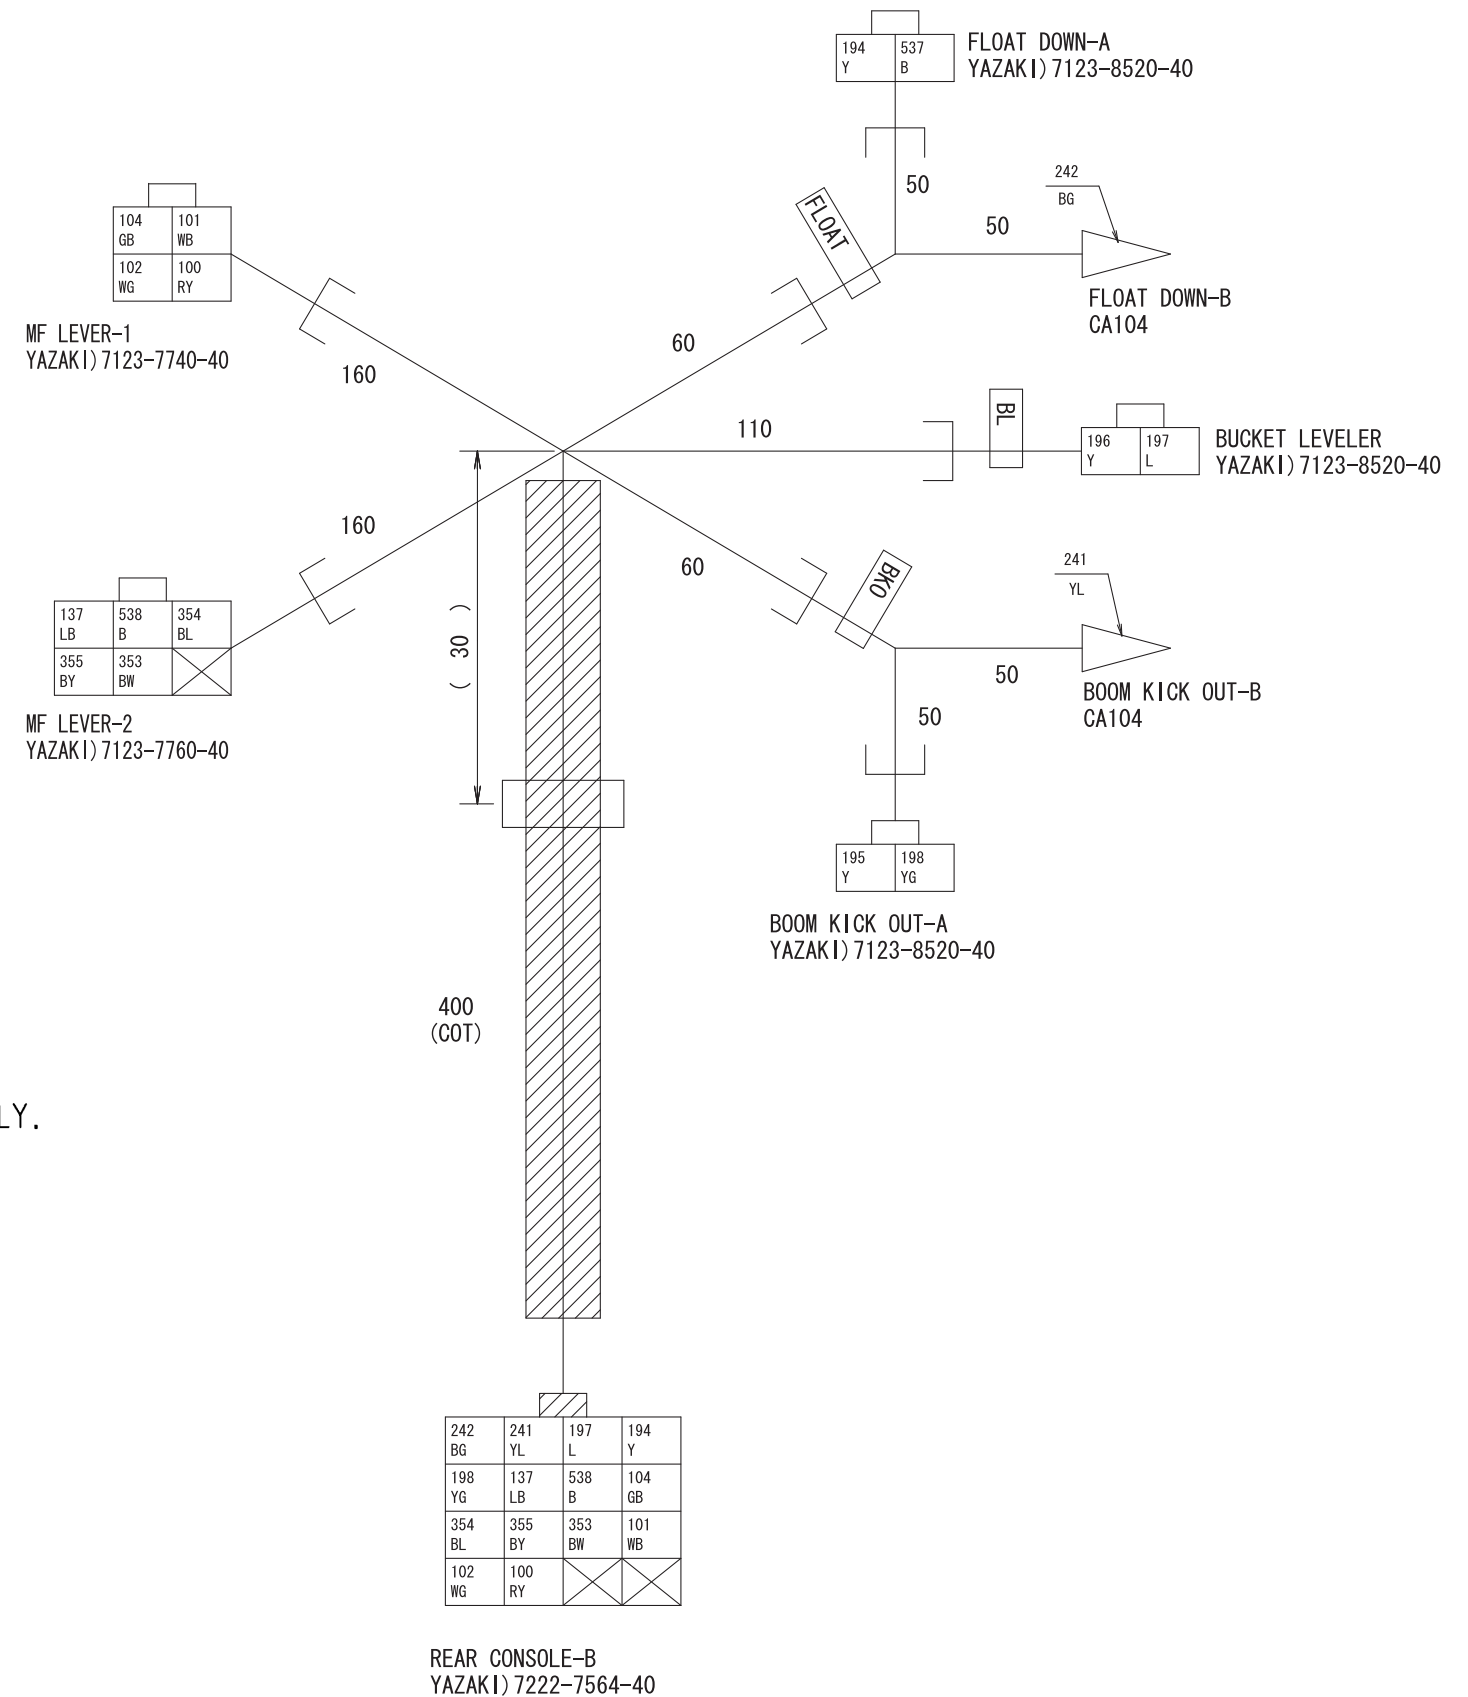 194 537
Y B
FLOAT DOWN-A
YAZAKI)7123-8520-40
50
242
BG
50
FLOAT
FLOAT DOWN-B
CA104
104 101
GB WB
102 100
WG RY
MF LEVER-1
YAZAKI)7123-7740-40
160
60
110
BL
196 197
Y L
BUCKET LEVELER
YAZAKI)7123-8520-40
160
60
BKO
241
YL
50
BOOM KICK OUT-B
CA104
137 538 354
LB B BL
355 353
BY BW
MF LEVER-2
YAZAKI)7123-7760-40
( 30 )
50
195 198
Y YG
BOOM KICK OUT-A
YAZAKI)7123-8520-40
400
(COT)
LY.
242 241 197 194
BG YL L Y
198 137 538 104
YG LB B GB
354 355 353 101
BL BY BW WB
102 100
WG RY
REAR CONSOLE-B
YAZAKI)7222-7564-40